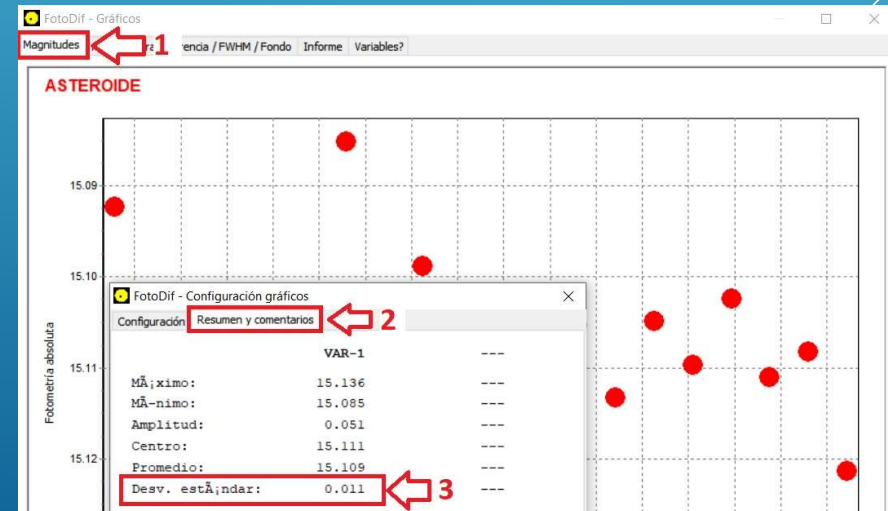 FotoDif - Gráficos
Magnitudes
1
encia / FWHM / Fondo Informe Variables?
ASTEROIDE
15.09
15.10
FotoDif - Configuración gráficos
Configuración Resumen y comentarios
2
VAR-1 ---
Fotometría absoluta
15.11
MÃ¡ximo: 15.136 ---
MÃ-nimo: 15.085 ---
Amplitud: 0.051 ---
Centro: 15.111 ---
15.12
Promedio: 15.109 ---
Desv. estÃ¡ndar: 0.011 ---
3